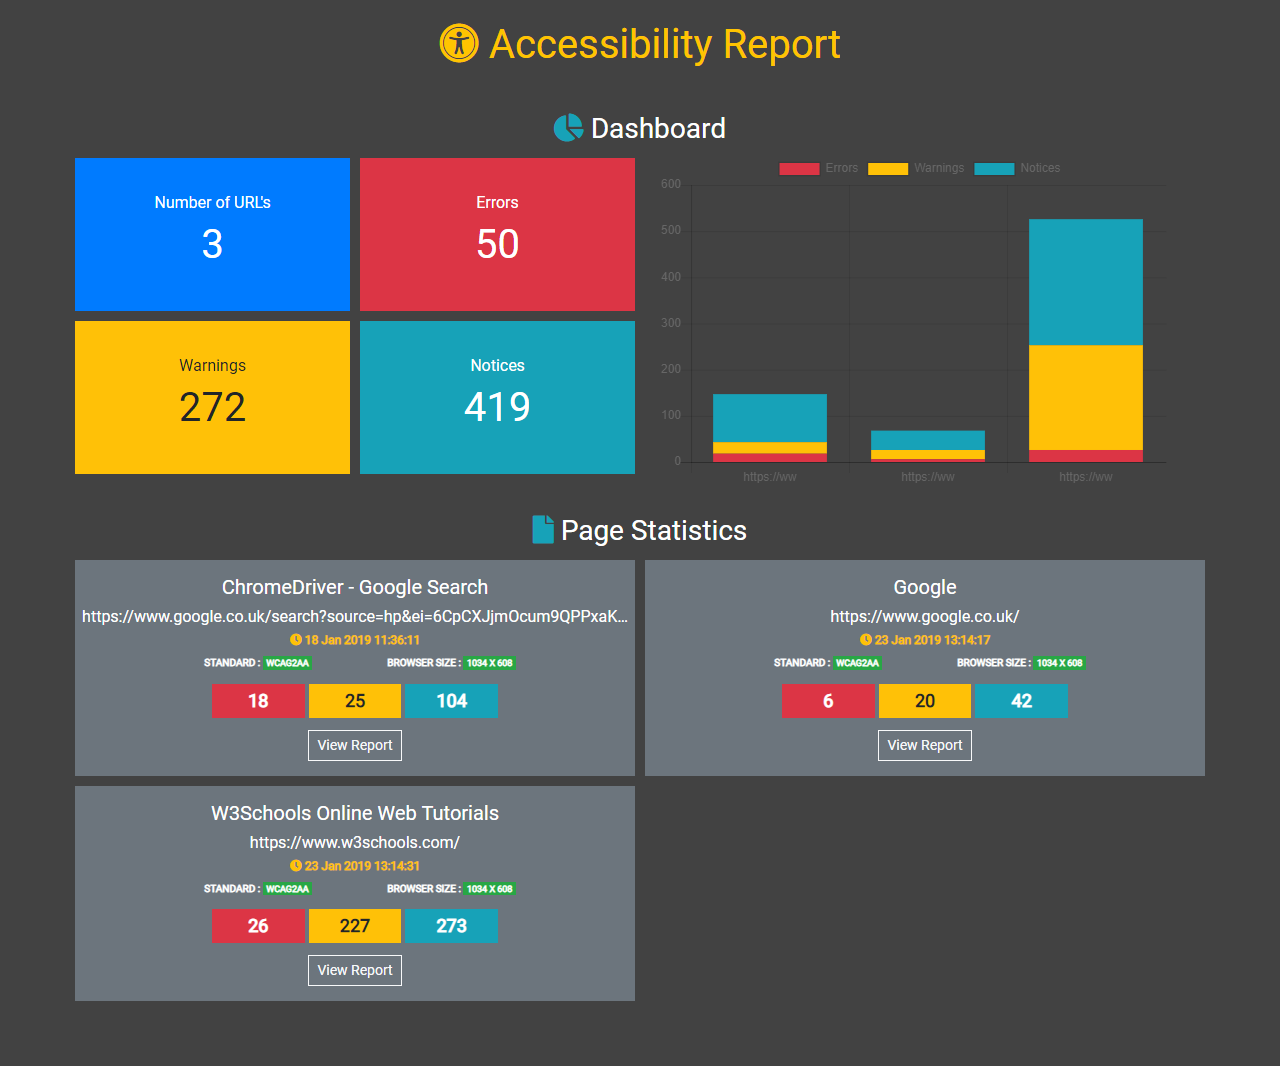 Accessibility Report
Dashboard
Number of URL's
3
Errors
50
Warnings
272
Notices
419
Errors Warnings Notices
600
500
400
300
200
100
0
https://ww https://ww https://ww
Page Statistics
ChromeDriver - Google Search
https://www.google.co.uk/search?source=hp&ei=6CpCXJjmOcum9QPPxaK...
18 Jan 2019 11:36:11
STANDARD : WCAG2AA BROWSER SIZE : 1034 X 608
18 25 104
View Report
Google
https://www.google.co.uk/
23 Jan 2019 13:14:17
STANDARD : WCAG2AA BROWSER SIZE : 1034 X 608
6 20 42
View Report
W3Schools Online Web Tutorials
https://www.w3schools.com/
23 Jan 2019 13:14:31
STANDARD : WCAG2AA BROWSER SIZE : 1034 X 608
26 227 273
View Report